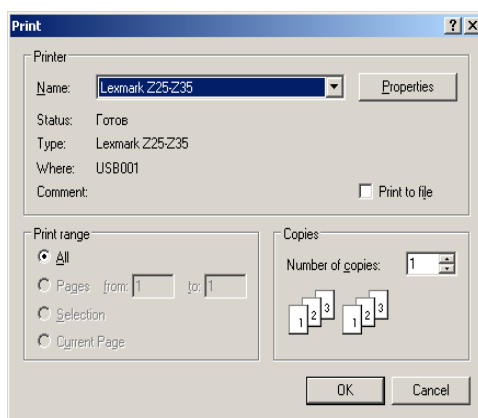 Print
Printer
Name: Lexmark Z25-Z35 Properties
Status: Готов
Type: Lexmark Z25-Z35
Where: USB001
Comment: Print to file
Print range
All
Pages from: 1 to: 1
Selection
Current Page
Copies
Number of copies: 1
1 2 3 1 2 3
OK Cancel